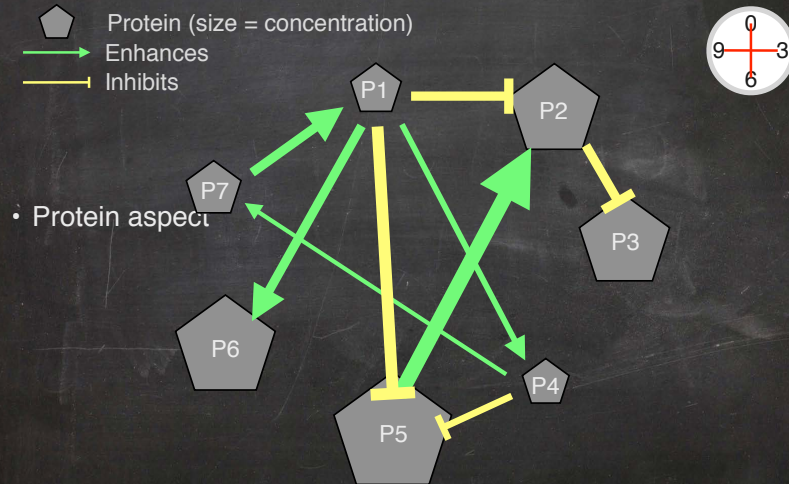 Protein (size = concentration)
Enhances
Inhibits
0
9
3
6
P1
P2
P7
• Protein aspect
P3
P6
P4
P5